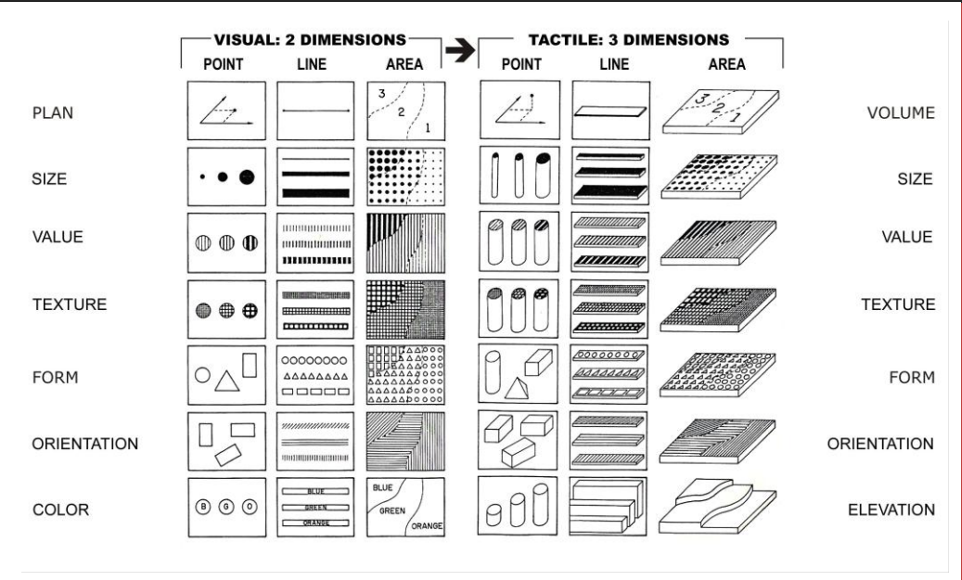 VISUAL: 2 DIMENSIONS TACTILE: 3 DIMENSIONS
POINT LINE AREA POINT LINE AREA
PLAN 3 2 1 3 2 1 VOLUME
SIZE SIZE
VALUE VALUE
TEXTURE TEXTURE
FORM FORM
ORIENTATION ORIENTATION
COLOR B G O BLUE GREEN ORANGE BLUE GREEN ORANGE ELEVATION